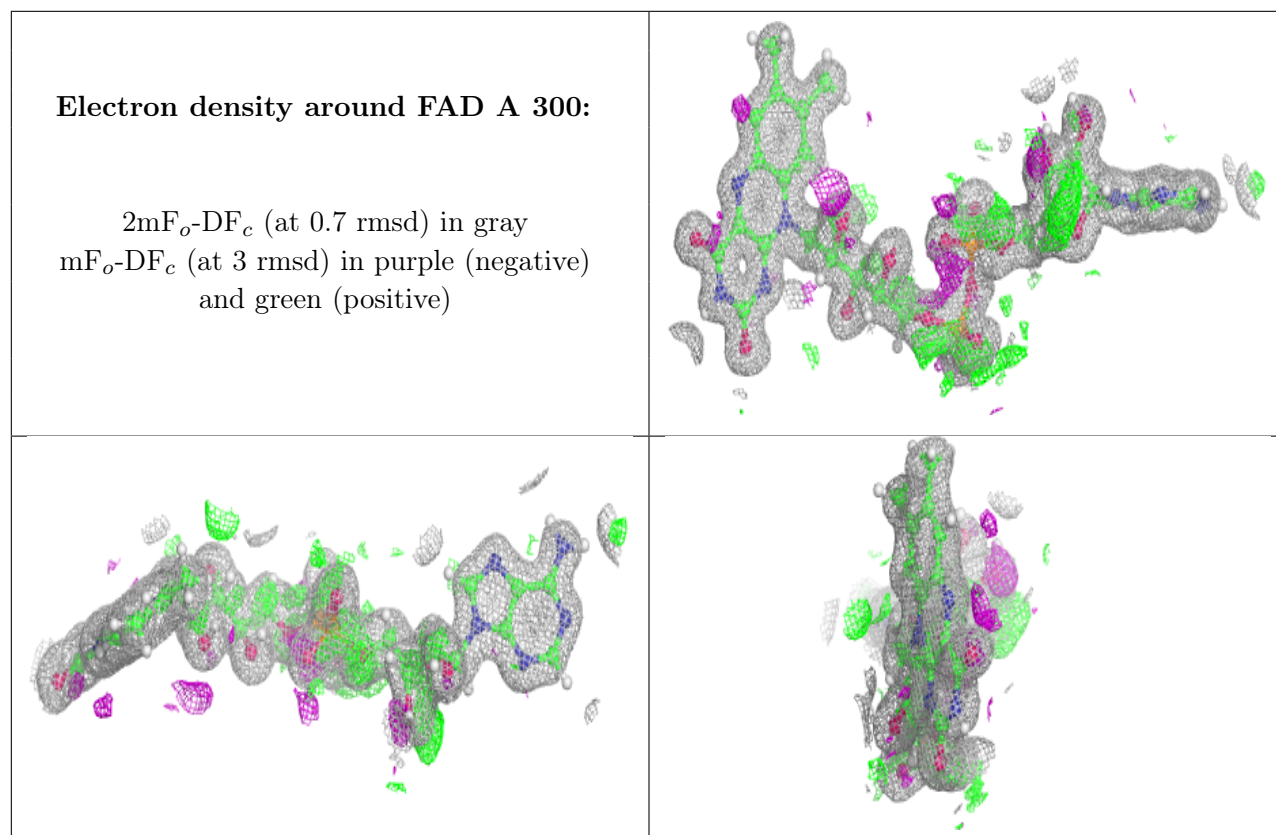 Electron density around FAD A 300:
2mFₒ-DF𝒸 (at 0.7 rmsd) in gray
mFₒ-DF𝒸 (at 3 rmsd) in purple (negative)
and green (positive)